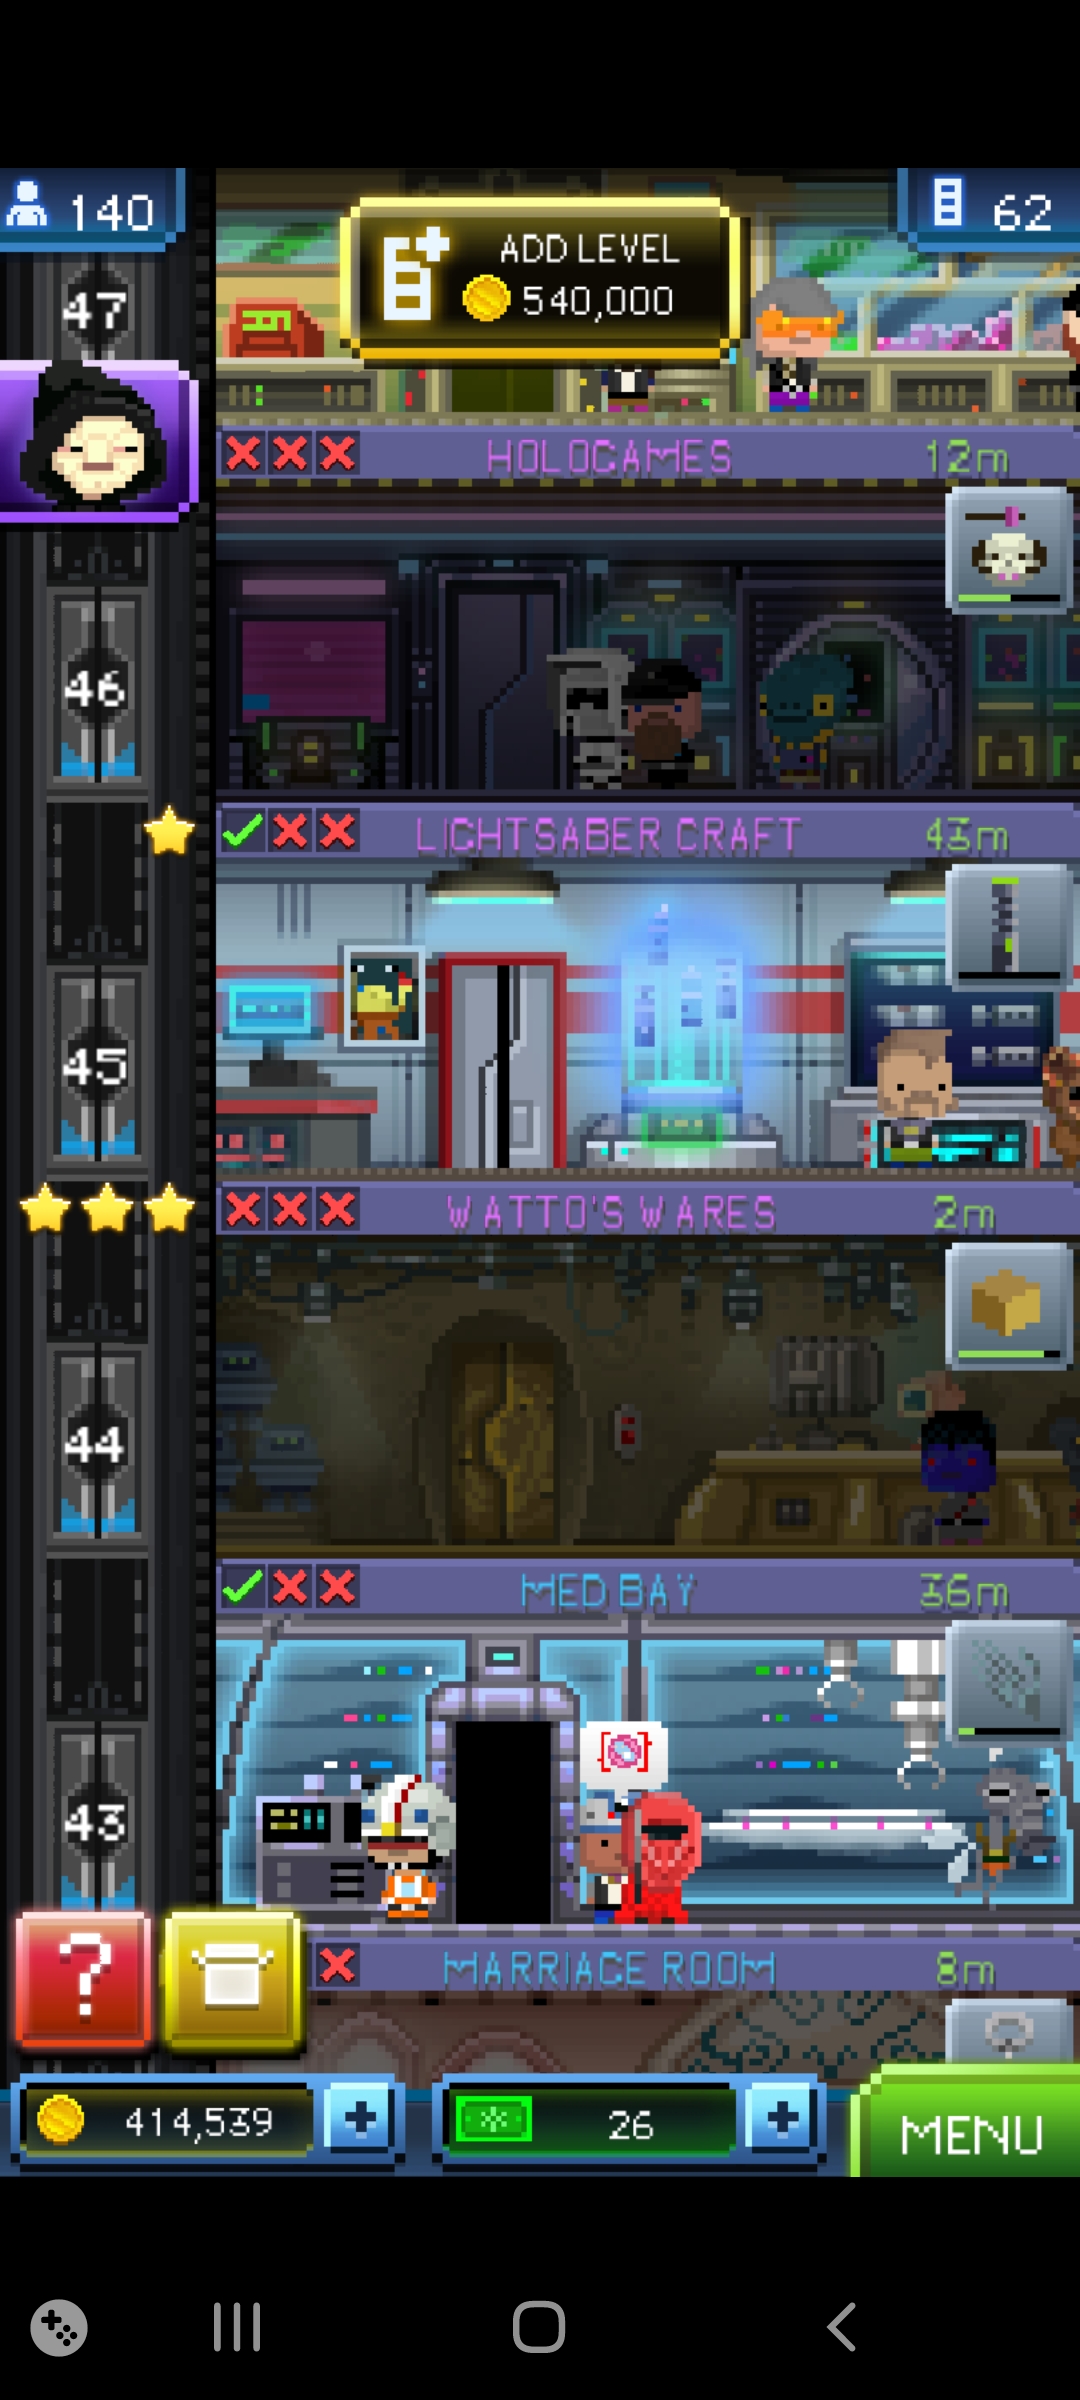 140
ADD LEVEL
540,000
62
47
HOLOGAMES 12m
46
LIGHTSABER CRAFT 43m
45
WATTO'S WARES 2m
44
MED BAY 36m
43
?
MARRIAGE ROOM 8m
414,539 +
26 +
MENU